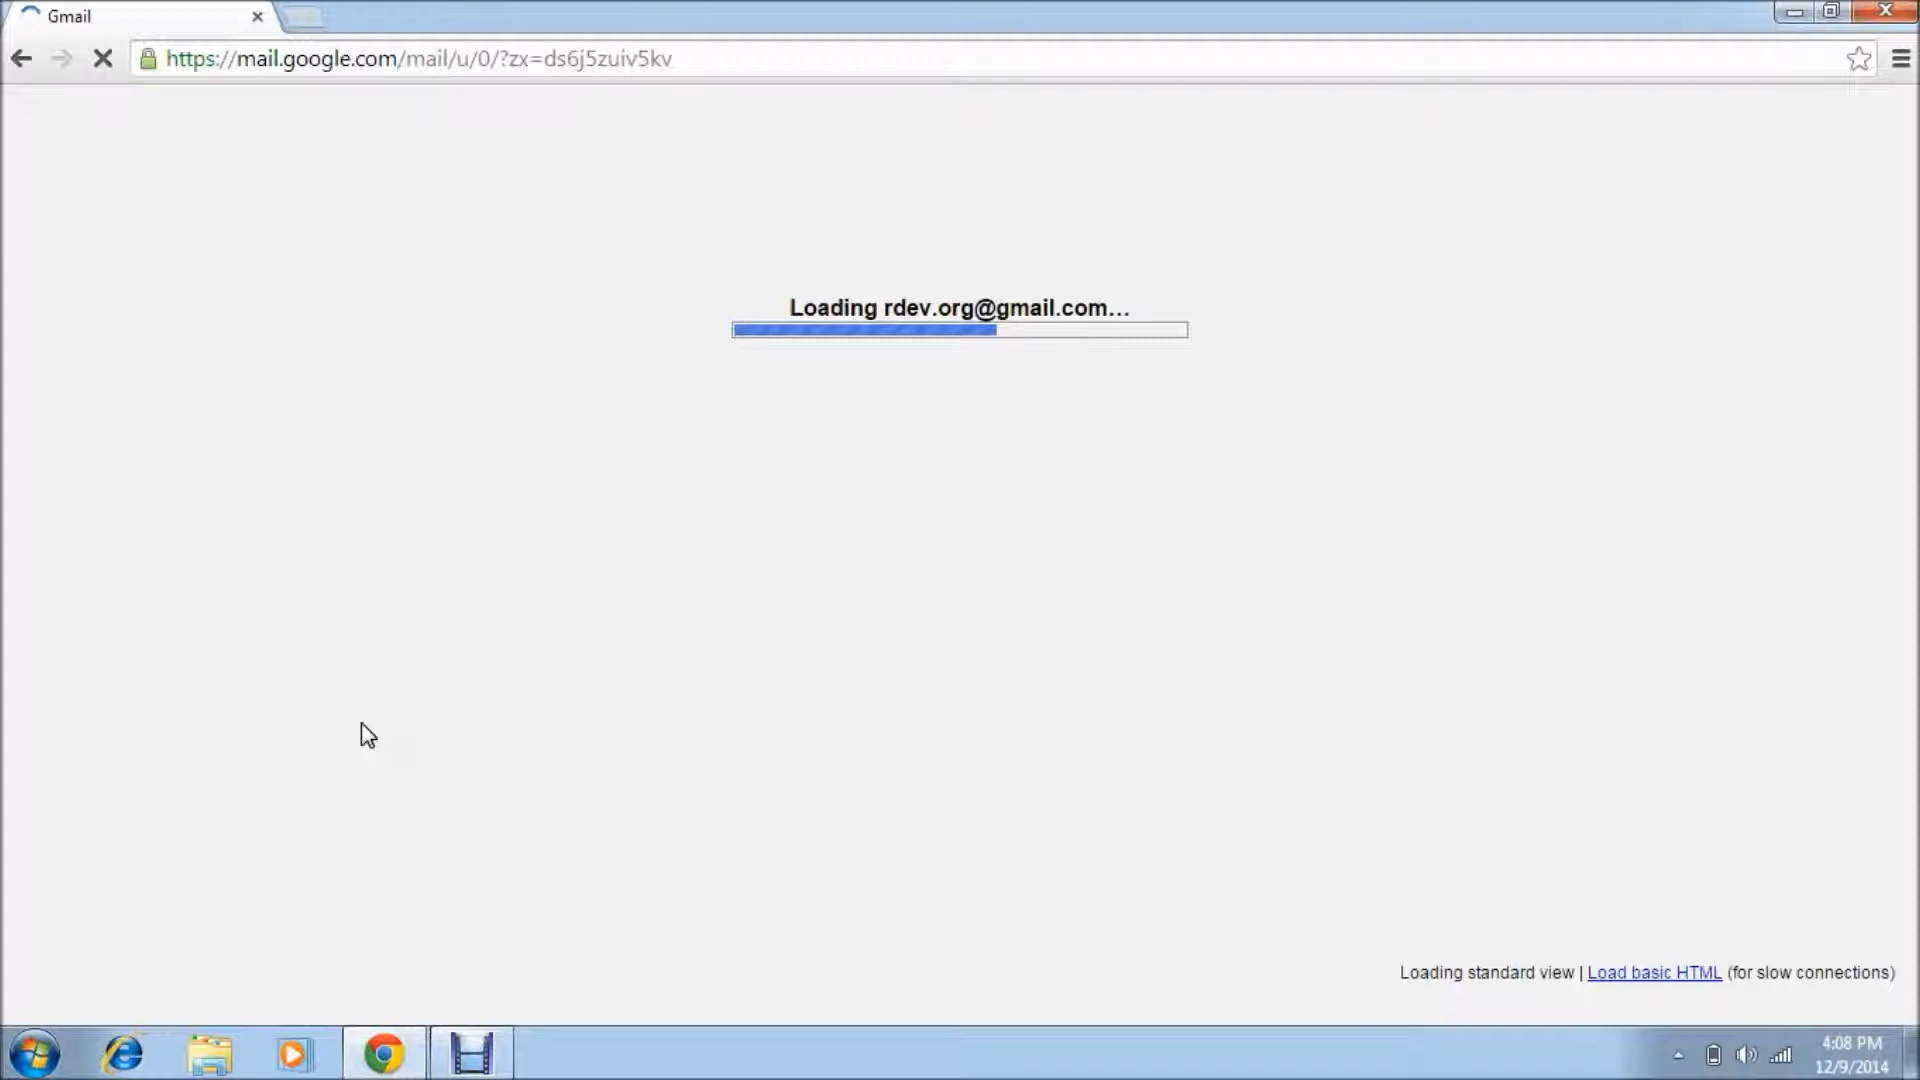 Gmail
https://mail.google.com/mail/u/0/?zx=ds6j5zuiv5kv
Loading rdev.org@gmail.com...
Loading standard view | Load basic HTML (for slow connections)
4:08 PM
12/9/2014